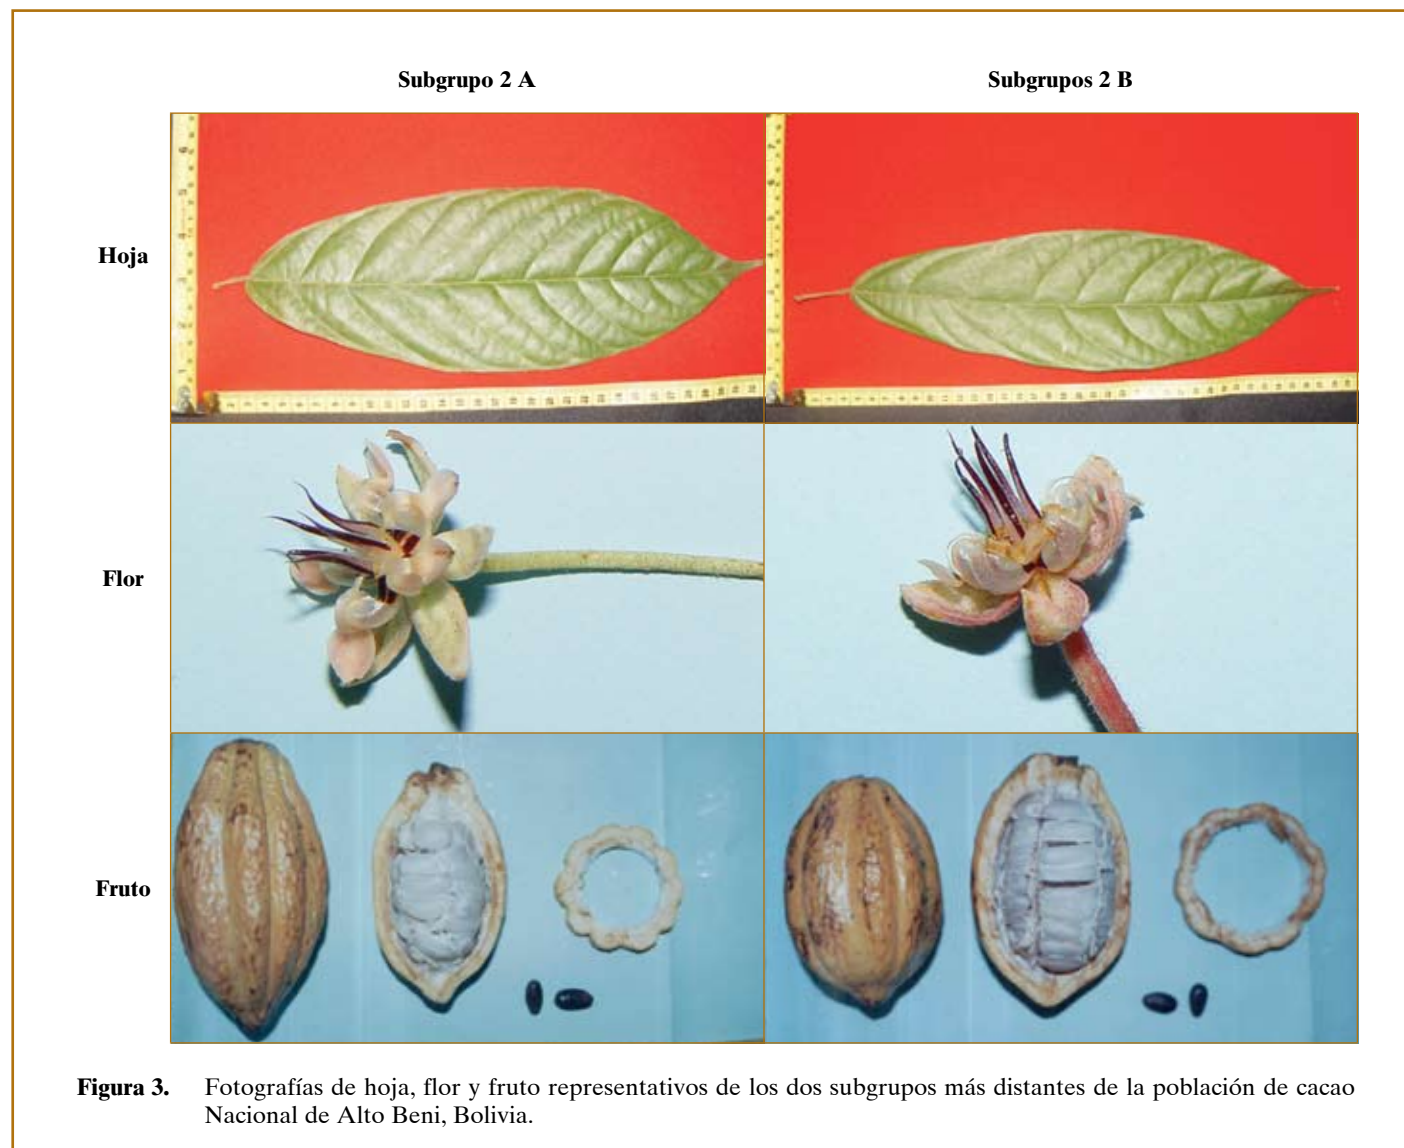 Subgrupo 2 A
Subgrupos 2 B
Hoja
Flor
Fruto
Figura 3. Fotografías de hoja, flor y fruto representativos de los dos subgrupos más distantes de la población de cacao
Nacional de Alto Beni, Bolivia.